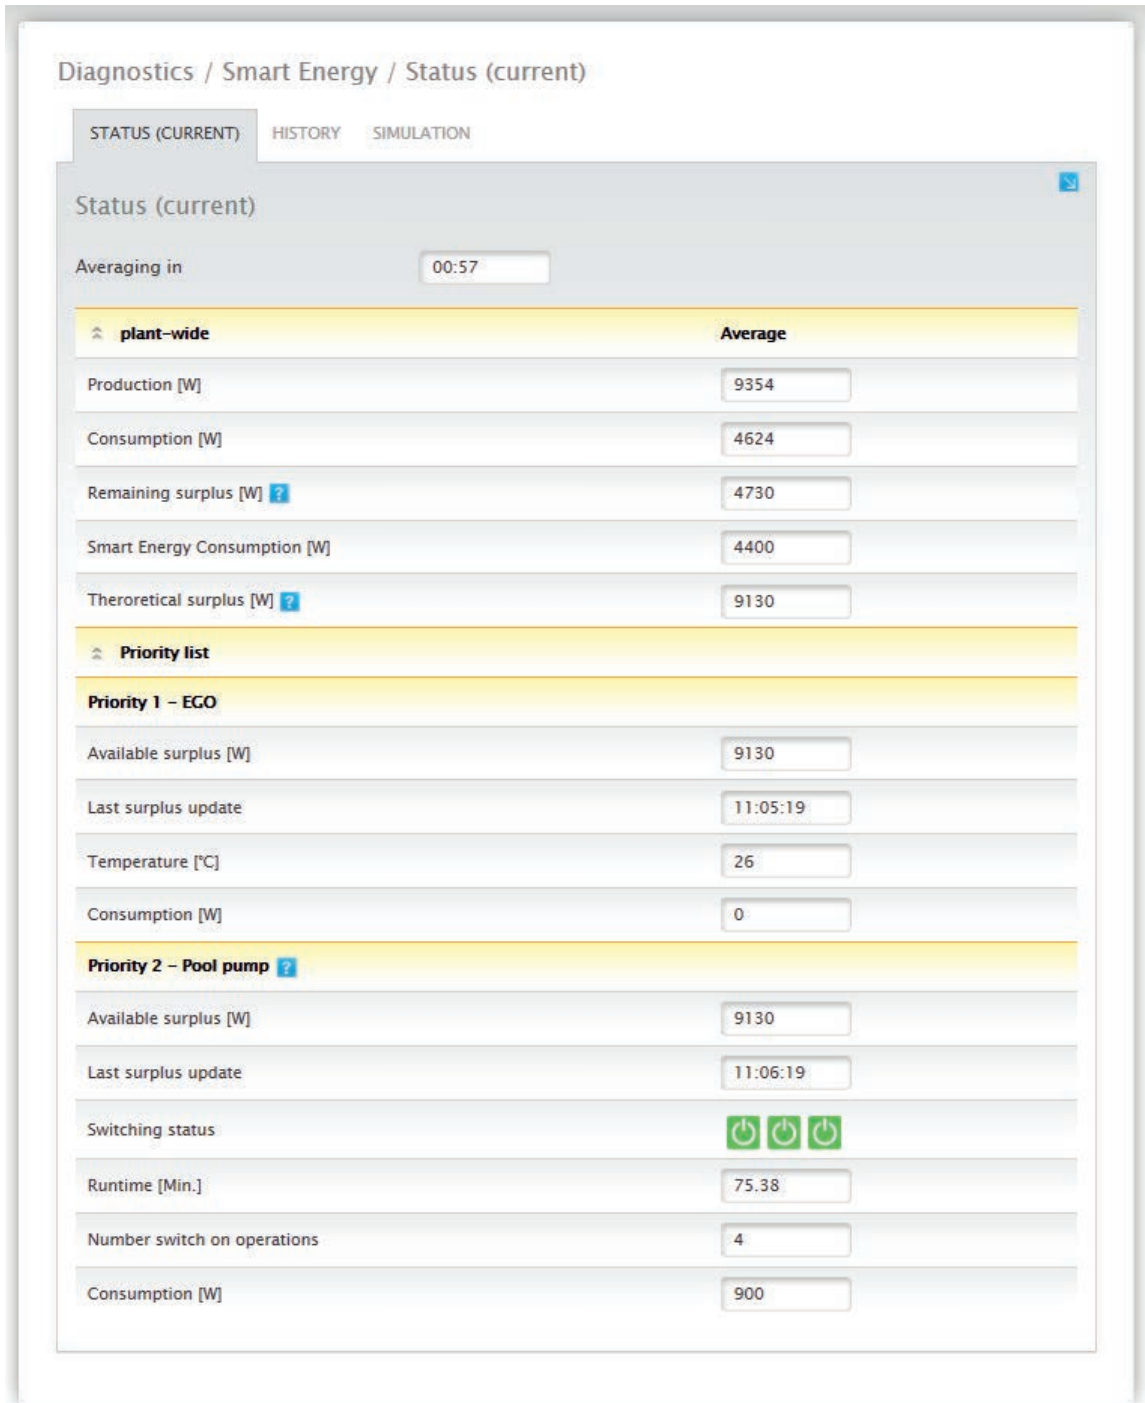 Diagnostics / Smart Energy / Status (current)
STATUS (CURRENT) HISTORY SIMULATION
Status (current)
Averaging in 00:57
plant-wide Average
Production [W] 9354
Consumption [W] 4624
Remaining surplus [W] ? 4730
Smart Energy Consumption [W] 4400
Theroretical surplus [W] ? 9130
Priority list
Priority 1 - EGO
Available surplus [W] 9130
Last surplus update 11:05:19
Temperature [°C] 26
Consumption [W] 0
Priority 2 - Pool pump ?
Available surplus [W] 9130
Last surplus update 11:06:19
Switching status
Runtime [Min.] 75.38
Number switch on operations 4
Consumption [W] 900